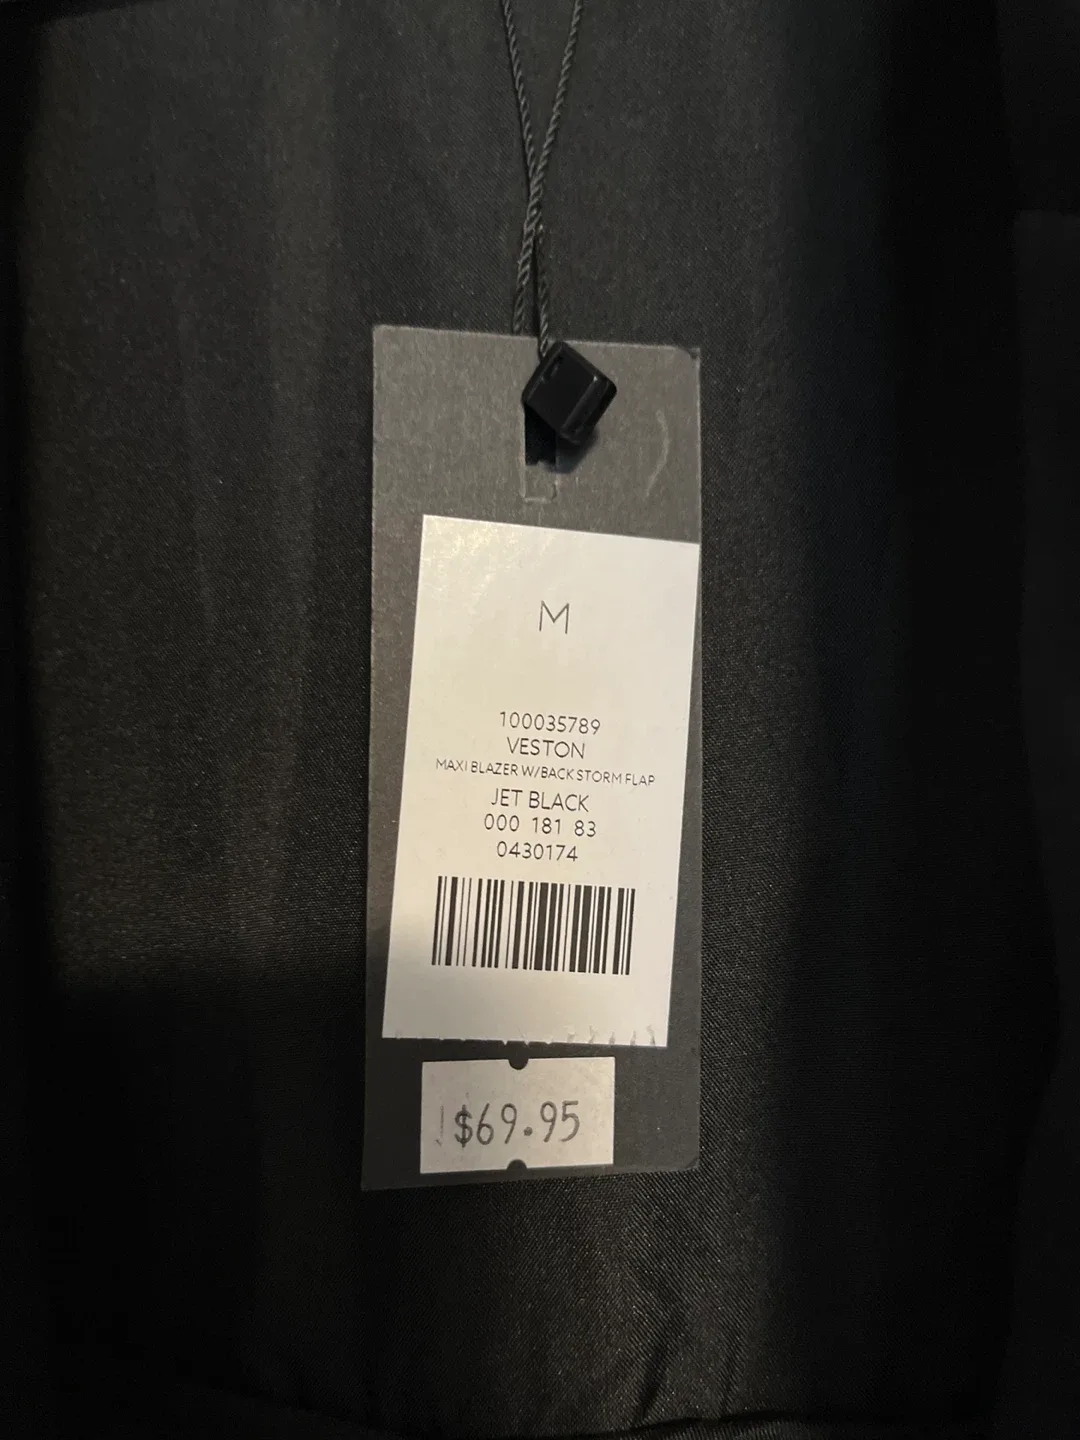 M
100035789
VESTON
MAXI BLAZER W/BACK STORM FLAP
JET BLACK
000 181 83
0430174
$69.95